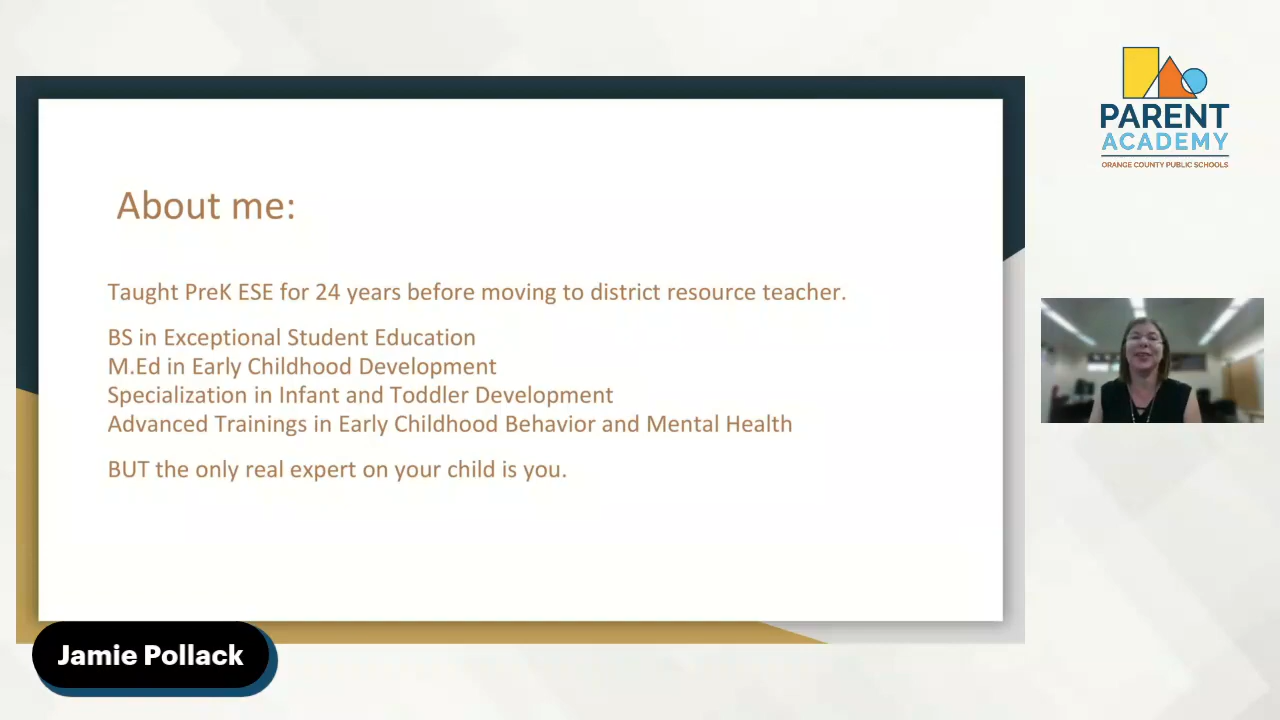 PARENT
ACADEMY
ORANGE COUNTY PUBLIC SCHOOLS
About me:
Taught PreK ESE for 24 years before moving to district resource teacher.
BS in Exceptional Student Education
M.Ed in Early Childhood Development
Specialization in Infant and Toddler Development
Advanced Trainings in Early Childhood Behavior and Mental Health
BUT the only real expert on your child is you.
Jamie Pollack